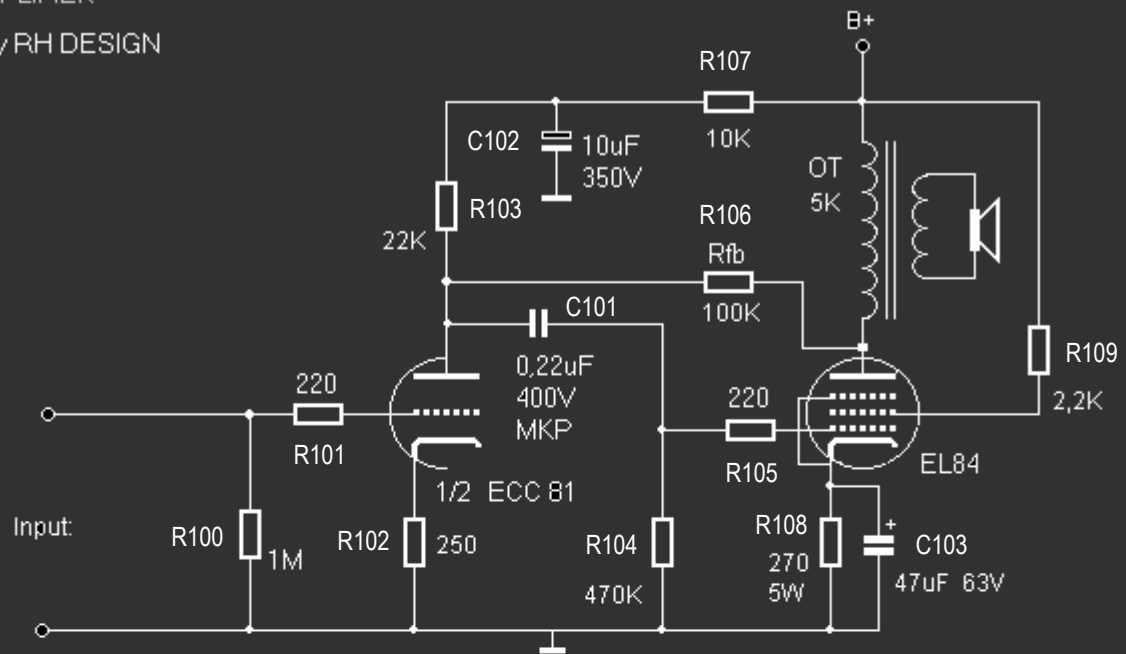 RH DESIGN
B+
R107
10K
C102
10uF
350V
OT
5K
R103
22K
R106
Rfb
100K
C101
0,22uF
400V
MKP
R109
2,2K
220
R101
220
R105
EL84
1/2 ECC 81
Input:
R100
1M
R102
250
R104
470K
R108
270
5W
+
C103
47uF 63V